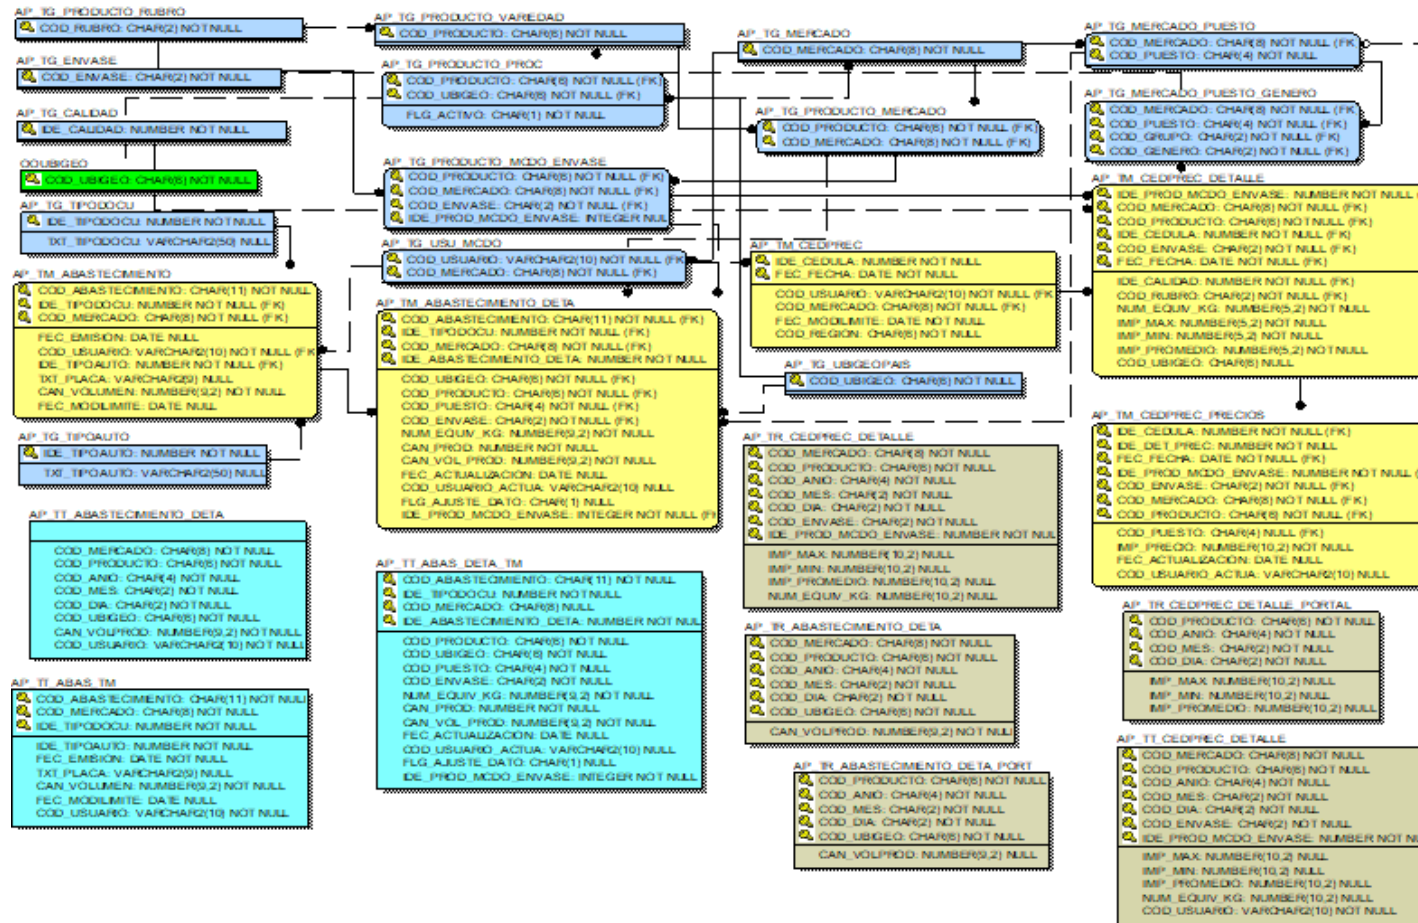 AP_TG_PRODUCTO_RUBRO
COD_RUBRO: CHAR(2) NOT NULL
AP_TG_ENVASE
COD_ENVASE: CHAR(2) NOT NULL
AP_TG_CALIDAD
IDE_CALIDAD: NUMBER NOT NULL
OOUBIGEO
COD_UBIGEO: CHAR(6) NOT NULL
AP_TG_TIPODOCU
IDE_TIPODOCU: NUMBER NOT NULL
TXT_TIPODOCU: VARCHAR2(50) NULL
AP_TM_ABASTECIMIENTO
COD_ABASTECIMIENTO: CHAR(11) NOT NULL
IDE_TIPODOCU: NUMBER NOT NULL (FK)
COD_MERCADO: CHAR(8) NOT NULL (FK)
FEC_EMISION: DATE NULL
COD_USUARIO: VARCHAR2(10) NOT NULL (FK
IDE_TIPOAUTO: NUMBER NOT NULL (FK)
TXT_PLACA: VARCHAR2(9) NULL
CAN_VOLUMEN: NUMBER(9,2) NOT NULL
FEC_MODILIMITE: DATE NULL
AP_TG_TIPOAUTO
IDE_TIPOAUTO: NUMBER NOT NULL
TXT_TIPOAUTO: VARCHAR2(50) NULL
AP_TT_ABASTECIMIENTO_DETA
COD_MERCADO: CHAR(8) NOT NULL
COD_PRODUCTO: CHAR(6) NOT NULL
COD_ANIO: CHAR(4) NOT NULL
COD_MES: CHAR(2) NOT NULL
COD_DIA: CHAR(2) NOT NULL
COD_UBIGEO: CHAR(6) NOT NULL
CAN_VOLPROD: NUMBER(9,2) NOT NULL
COD_USUARIO: VARCHAR2(10) NOT NULL
AP_TT_ABAS_TM
COD_ABASTECIMIENTO: CHAR(11) NOT NULL
COD_MERCADO: CHAR(8) NOT NULL
IDE_TIPODOCU: NUMBER NOT NULL
IDE_TIPOAUTO: NUMBER NOT NULL
FEC_EMISION: DATE NOT NULL
TXT_PLACA: VARCHAR2(9) NULL
CAN_VOLUMEN: NUMBER(9,2) NOT NULL
FEC_MODILIMITE: DATE NULL
COD_USUARIO: VARCHAR2(10) NOT NULL
AP_TG_PRODUCTO_VARIEDAD
COD_PRODUCTO: CHAR(6) NOT NULL
AP_TG_PRODUCTO_PROC
COD_PRODUCTO: CHAR(6) NOT NULL (FK)
COD_UBIGEO: CHAR(6) NOT NULL (FK)
FLG_ACTIVO: CHAR(1) NOT NULL
AP_TG_PRODUCTO_MCDO_ENVASE
COD_PRODUCTO: CHAR(6) NOT NULL (FK)
COD_MERCADO: CHAR(8) NOT NULL (FK)
COD_ENVASE: CHAR(2) NOT NULL (FK)
IDE_PROD_MCDO_ENVASE: INTEGER NUL
AP_TG_USU_MCDO
COD_USUARIO: VARCHAR2(10) NOT NULL (FK
COD_MERCADO: CHAR(8) NOT NULL (FK)
AP_TM_ABASTECIMIENTO_DETA
COD_ABASTECIMIENTO: CHAR(11) NOT NULL (FK)
IDE_TIPODOCU: NUMBER NOT NULL (FK)
COD_MERCADO: CHAR(8) NOT NULL (FK)
IDE_ABASTECIMIENTO_DETA: NUMBER NOT NULL
COD_UBIGEO: CHAR(6) NOT NULL (FK)
COD_PRODUCTO: CHAR(6) NOT NULL (FK)
COD_PUESTO: CHAR(4) NOT NULL (FK)
COD_ENVASE: CHAR(2) NOT NULL (FK)
NUM_EQUIV_KG: NUMBER(9,2) NOT NULL
CAN_PROD: NUMBER NOT NULL
CAN_VOL_PROD: NUMBER(9,2) NOT NULL
FEC_ACTUALIZACION: DATE NULL
COD_USUARIO_ACTUA: VARCHAR2(10) NULL
FLG_AJUSTE_DATO: CHAR(1) NULL
IDE_PROD_MCDO_ENVASE: INTEGER NOT NULL (F
AP_TT_ABAS_DETA_TM
COD_ABASTECIMIENTO: CHAR(11) NOT NULL
IDE_TIPODOCU: NUMBER NOT NULL
COD_MERCADO: CHAR(8) NOT NULL
IDE_ABASTECIMIENTO_DETA: NUMBER NOT NUL
COD_PRODUCTO: CHAR(6) NOT NULL
COD_UBIGEO: CHAR(6) NOT NULL
COD_PUESTO: CHAR(4) NOT NULL
COD_ENVASE: CHAR(2) NOT NULL
NUM_EQUIV_KG: NUMBER(9,2) NOT NULL
CAN_PROD: NUMBER NOT NULL
CAN_VOL_PROD: NUMBER(9,2) NOT NULL
FEC_ACTUALIZACION: DATE NULL
COD_USUARIO_ACTUA: VARCHAR2(10) NULL
FLG_AJUSTE_DATO: CHAR(1) NULL
IDE_PROD_MCDO_ENVASE: INTEGER NOT NULL
AP_TG_MERCADO
COD_MERCADO: CHAR(8) NOT NULL
AP_TG_PRODUCTO_MERCADO
COD_PRODUCTO: CHAR(6) NOT NULL (FK)
COD_MERCADO: CHAR(8) NOT NULL (FK)
AP_TM_CEDPREC
IDE_CEDULA: NUMBER NOT NULL
FEC_FECHA: DATE NOT NULL
COD_USUARIO: VARCHAR2(10) NOT NULL (FK
COD_MERCADO: CHAR(8) NOT NULL (FK)
FEC_MODILIMITE: DATE NULL
COD_REGION: CHAR(6) NOT NULL
AP_TG_UBIGEOPAIS
COD_UBIGEO: CHAR(6) NOT NULL
AP_TR_CEDPREC_DETALLE
COD_MERCADO: CHAR(8) NOT NULL
COD_PRODUCTO: CHAR(6) NOT NULL
COD_ANIO: CHAR(4) NOT NULL
COD_MES: CHAR(2) NOT NULL
COD_DIA: CHAR(2) NOT NULL
COD_ENVASE: CHAR(2) NOT NULL
IDE_PROD_MCDO_ENVASE: NUMBER NOT NUL
IMP_MAX: NUMBER(10,2) NULL
IMP_MIN: NUMBER(10,2) NULL
IMP_PROMEDIO: NUMBER(10,2) NULL
NUM_EQUIV_KG: NUMBER(10,2) NULL
AP_TR_ABASTECIMIENTO_DETA
COD_MERCADO: CHAR(8) NOT NULL
COD_PRODUCTO: CHAR(6) NOT NULL
COD_ANIO: CHAR(4) NOT NULL
COD_MES: CHAR(2) NOT NULL
COD_DIA: CHAR(2) NOT NULL
COD_UBIGEO: CHAR(6) NOT NULL
CAN_VOLPROD: NUMBER(9,2) NOT NULL
AP_TR_ABASTECIMIENTO_DETA_PORT
COD_PRODUCTO: CHAR(6) NOT NULL
COD_ANIO: CHAR(4) NOT NULL
COD_MES: CHAR(2) NOT NULL
COD_DIA: CHAR(2) NOT NULL
COD_UBIGEO: CHAR(6) NOT NULL
CAN_VOLPROD: NUMBER(9,2) NULL
AP_TG_MERCADO_PUESTO
COD_MERCADO: CHAR(8) NOT NULL (FK
COD_PUESTO: CHAR(4) NOT NULL
AP_TG_MERCADO_PUESTO_GENERO
COD_MERCADO: CHAR(8) NOT NULL (FK)
COD_PUESTO: CHAR(4) NOT NULL (FK)
COD_GRUPO: CHAR(2) NOT NULL (FK)
COD_GENERO: CHAR(2) NOT NULL (FK)
AP_TM_CEDPREC_DETALLE
IDE_PROD_MCDO_ENVASE: NUMBER NOT NULL (
COD_MERCADO: CHAR(8) NOT NULL (FK)
COD_PRODUCTO: CHAR(6) NOT NULL (FK)
IDE_CEDULA: NUMBER NOT NULL (FK)
COD_ENVASE: CHAR(2) NOT NULL (FK)
FEC_FECHA: DATE NOT NULL (FK)
IDE_CALIDAD: NUMBER NOT NULL (FK)
COD_RUBRO: CHAR(2) NOT NULL (FK)
NUM_EQUIV_KG: NUMBER(5,2) NOT NULL
IMP_MAX: NUMBER(5,2) NOT NULL
IMP_MIN: NUMBER(5,2) NOT NULL
IMP_PROMEDIO: NUMBER(5,2) NOT NULL
COD_UBIGEO: CHAR(6) NULL
AP_TM_CEDPREC_PRECIOS
IDE_CEDULA: NUMBER NOT NULL (FK)
IDE_DET_PREC: NUMBER NOT NULL
FEC_FECHA: DATE NOT NULL (FK)
IDE_PROD_MCDO_ENVASE: NUMBER NOT NULL (
COD_ENVASE: CHAR(2) NOT NULL (FK)
COD_MERCADO: CHAR(8) NOT NULL (FK)
COD_PRODUCTO: CHAR(6) NOT NULL (FK)
COD_PUESTO: CHAR(4) NULL (FK)
IMP_PRECIO: NUMBER(10,2) NOT NULL
FEC_ACTUALIZACION: DATE NULL
COD_USUARIO_ACTUA: VARCHAR2(10) NULL
AP_TR_CEDPREC_DETALLE_PORTAL
COD_PRODUCTO: CHAR(6) NOT NULL
COD_ANIO: CHAR(4) NOT NULL
COD_MES: CHAR(2) NOT NULL
COD_DIA: CHAR(2) NOT NULL
IMP_MAX: NUMBER(10,2) NULL
IMP_MIN: NUMBER(10,2) NULL
IMP_PROMEDIO: NUMBER(10,2) NULL
AP_TT_CEDPREC_DETALLE
COD_MERCADO: CHAR(8) NOT NULL
COD_PRODUCTO: CHAR(6) NOT NULL
COD_ANIO: CHAR(4) NOT NULL
COD_MES: CHAR(2) NOT NULL
COD_DIA: CHAR(2) NOT NULL
COD_ENVASE: CHAR(2) NOT NULL
IDE_PROD_MCDO_ENVASE: NUMBER NOT NU
IMP_MAX: NUMBER(10,2) NULL
IMP_MIN: NUMBER(10,2) NULL
IMP_PROMEDIO: NUMBER(10,2) NULL
NUM_EQUIV_KG: NUMBER(10,2) NULL
COD_USUARIO: VARCHAR2(10) NOT NULL